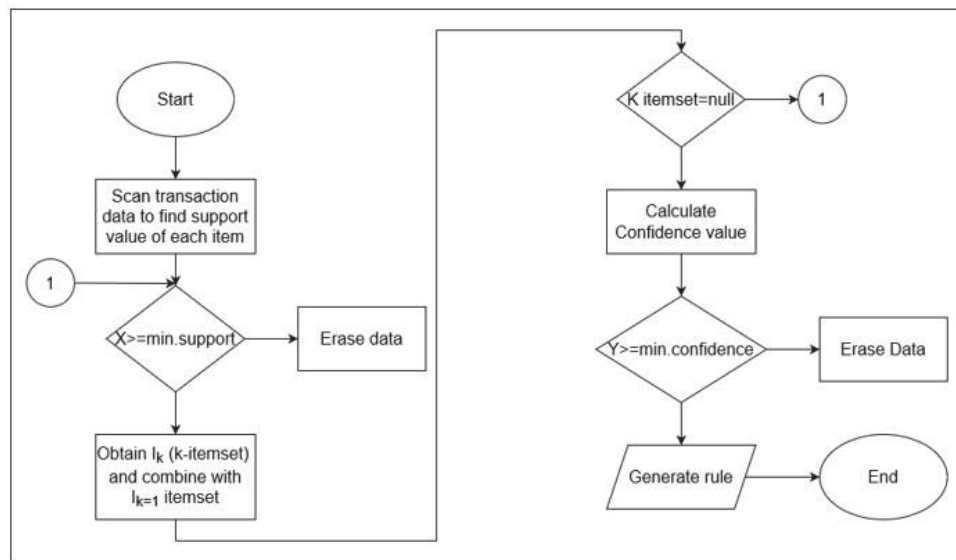 Start
Scan transaction
data to find support
value of each item
1
X>=min.support
Erase data
Obtain Iₖ (k-itemset)
and combine with
Iₖ₌₁ itemset
K itemset=null
1
Calculate
Confidence value
Y>=min.confidence
Erase Data
Generate rule
End